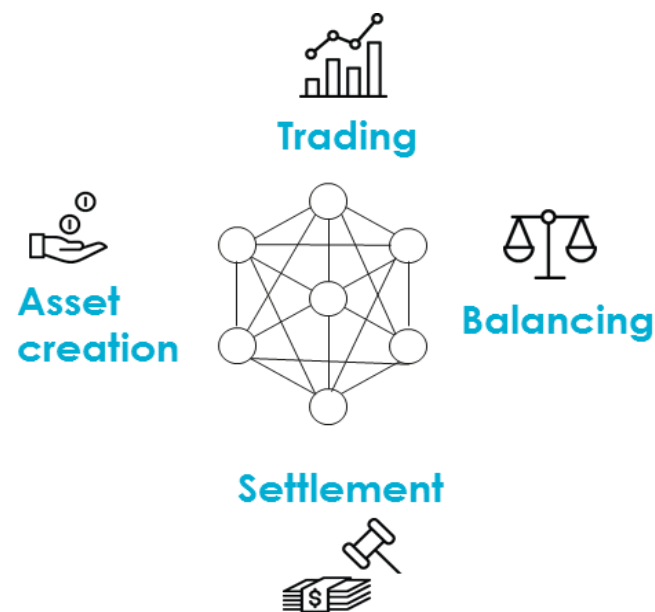 Trading
Asset
creation
Balancing
Settlement
$